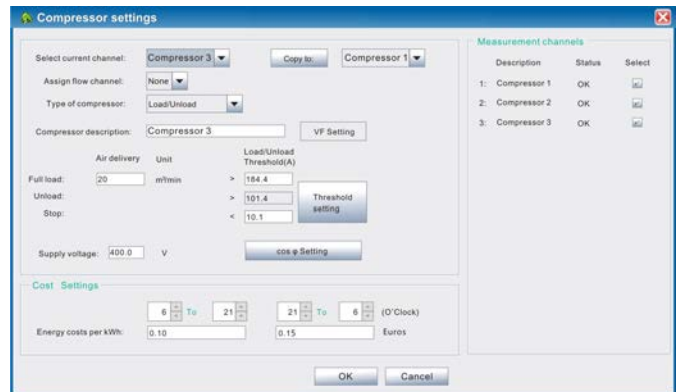 Compressor settings
Select current channel: Compressor 3 Copy to: Compressor 1
Assign flow channel: None
Type of compressor: Load/Unload
Compressor description: Compressor 3 VF Setting
Air delivery Unit Load/Unload Threshold(A)
Full load: 20 m³/min > 184.4
Unload: > 101.4 Threshold setting
Stop: < 10.1
Supply voltage: 400.0 V cos φ Setting
Cost Settings
6 To 21 21 To 6 (O'Clock)
Energy costs per kWh: 0.10 0.15 Euros
OK Cancel
Measurement channels
Description Status Select
1: Compressor 1 OK
2: Compressor 2 OK
3: Compressor 3 OK